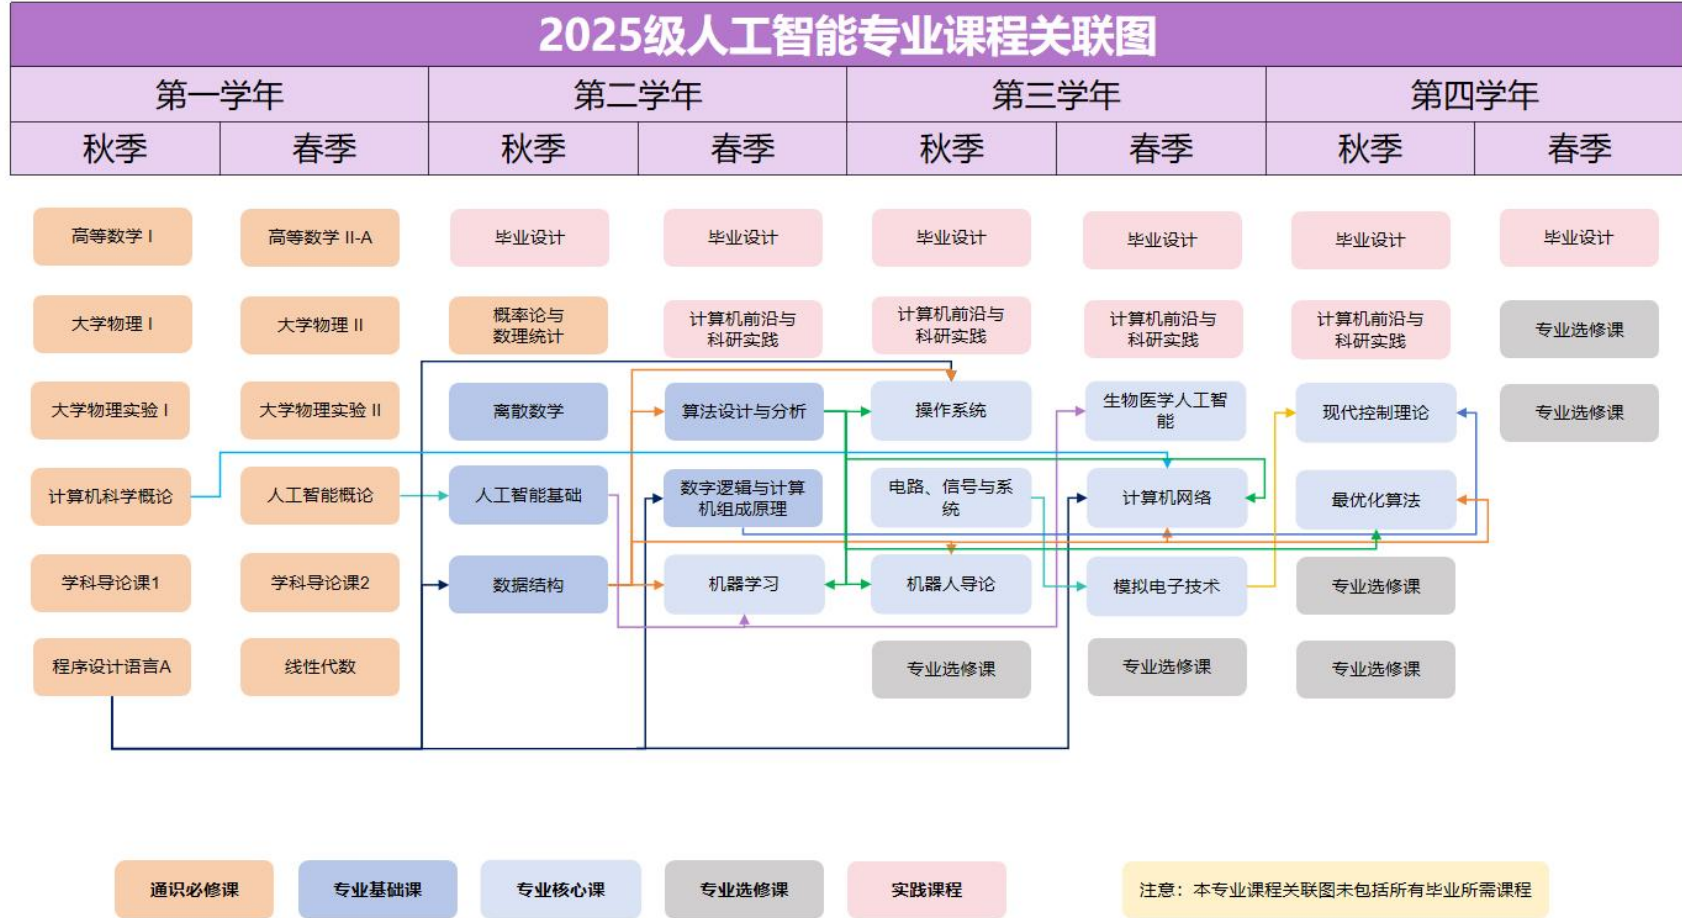 2025级人工智能专业课程关联图
第一学年
第二学年
第三学年
第四学年
秋季
春季
秋季
春季
秋季
春季
秋季
春季
高等数学 I
高等数学 II-A
毕业设计
毕业设计
毕业设计
毕业设计
毕业设计
毕业设计
大学物理 I
大学物理 II
概率论与
数理统计
计算机前沿与
科研实践
计算机前沿与
科研实践
计算机前沿与
科研实践
计算机前沿与
科研实践
专业选修课
大学物理实验 I
大学物理实验 II
离散数学
算法设计与分析
操作系统
生物医学人工智
能
现代控制理论
专业选修课
计算机科学概论
人工智能概论
人工智能基础
数字逻辑与计算
机组成原理
电路、信号与系
统
计算机网络
最优化算法
学科导论课1
学科导论课2
数据结构
机器学习
机器人导论
模拟电子技术
专业选修课
程序设计语言A
线性代数
专业选修课
专业选修课
专业选修课
通识必修课
专业基础课
专业核心课
专业选修课
实践课程
注意：本专业课程关联图未包括所有毕业所需课程